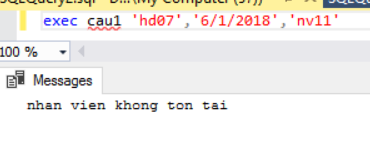 exec cau1 'hd07','6/1/2018','nv11'
100 %
Messages
nhan vien khong ton tai